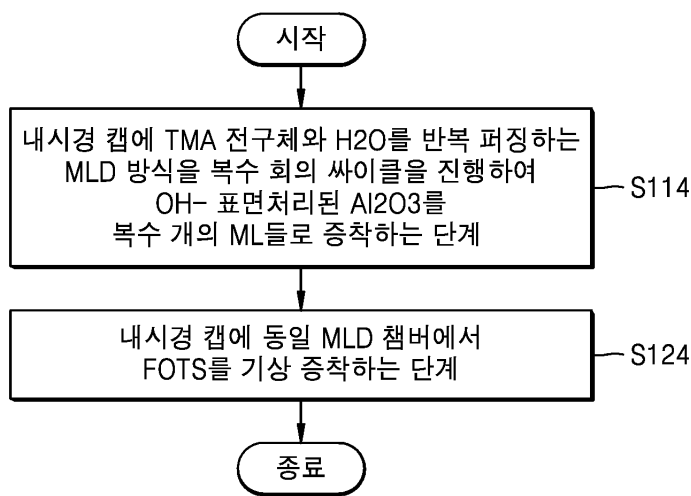 시작
내시경 캡에 TMA 전구체와 H2O를 반복 퍼징하는
MLD 방식을 복수 회의 싸이클을 진행하여
OH- 표면처리된 Al2O3를
복수 개의 ML들로 증착하는 단계
S114
내시경 캡에 동일 MLD 챔버에서
FOTS를 기상 증착하는 단계
S124
종료